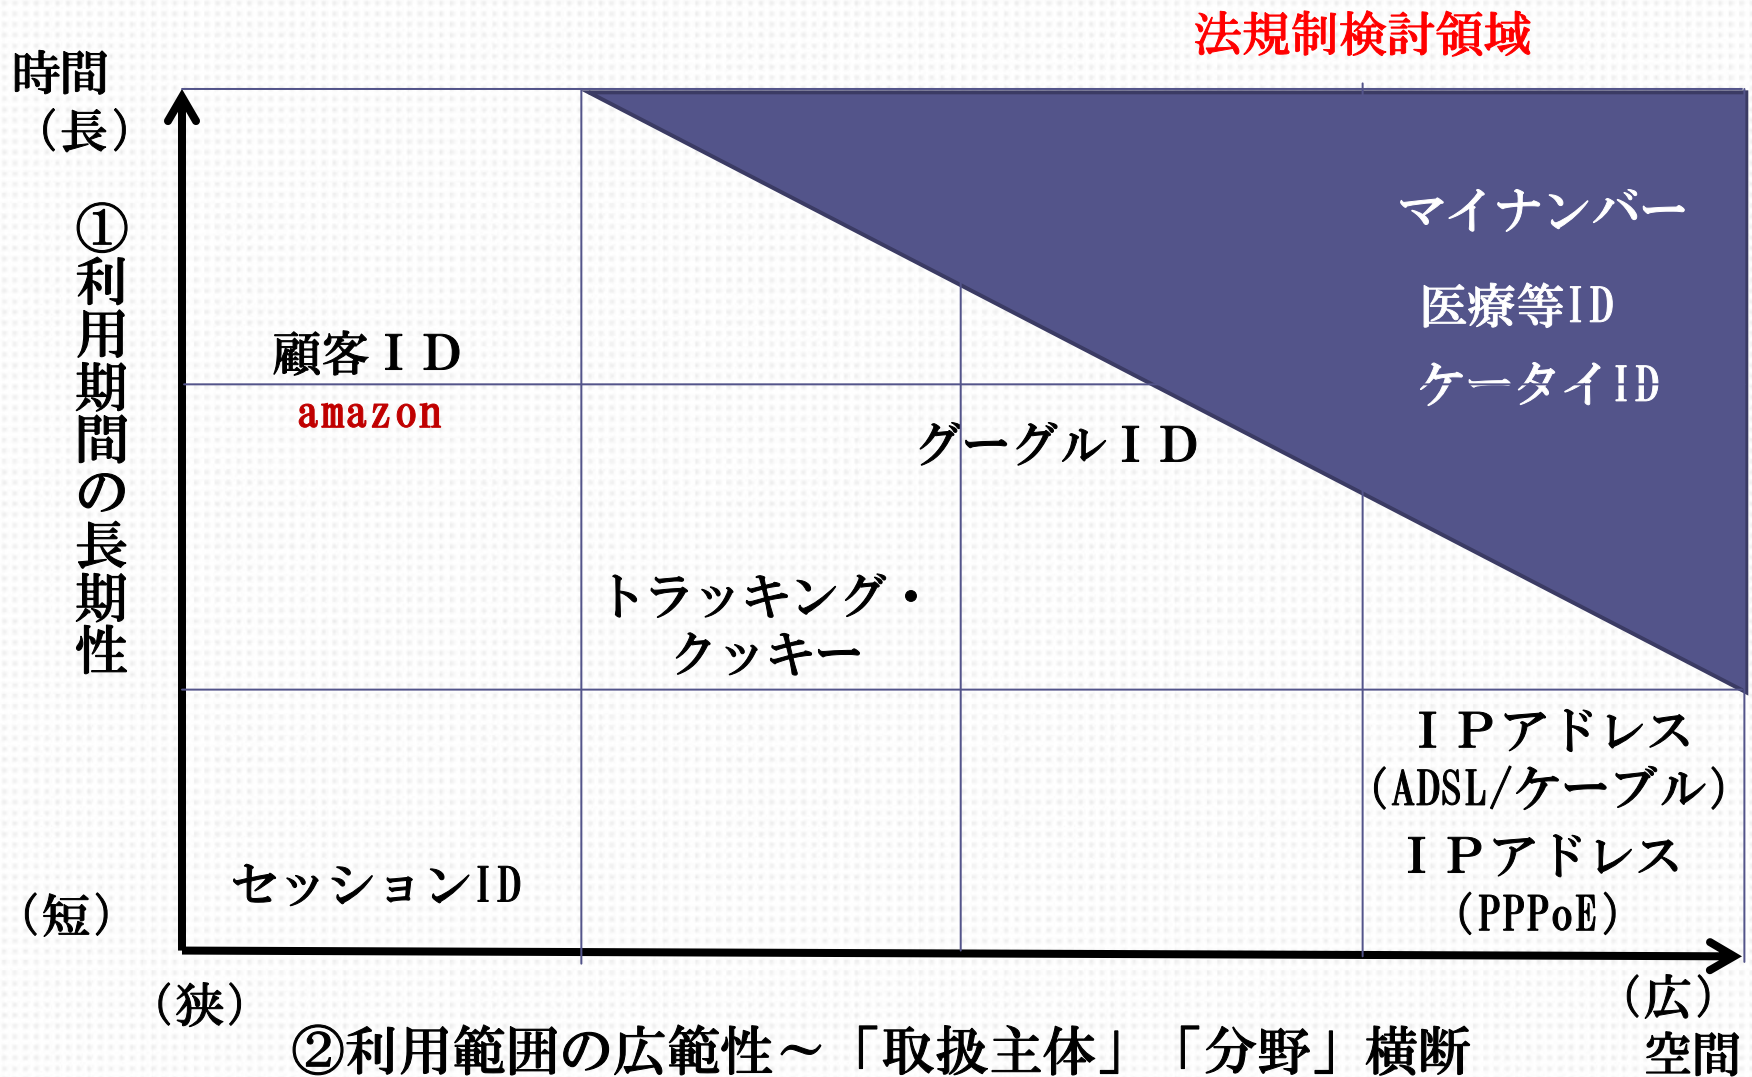 法規制検討領域
時間
（長）
①利用期間の長期性
マイナンバー
医療等ID
ケータイID
顧客ＩＤ
amazon
グーグルＩＤ
トラッキング・
クッキー
ＩＰアドレス
（ADSL/ケーブル）
ＩＰアドレス
（PPPoE）
セッションID
（短）
（狭）
（広）
空間
②利用範囲の広範性～「取扱主体」「分野」横断